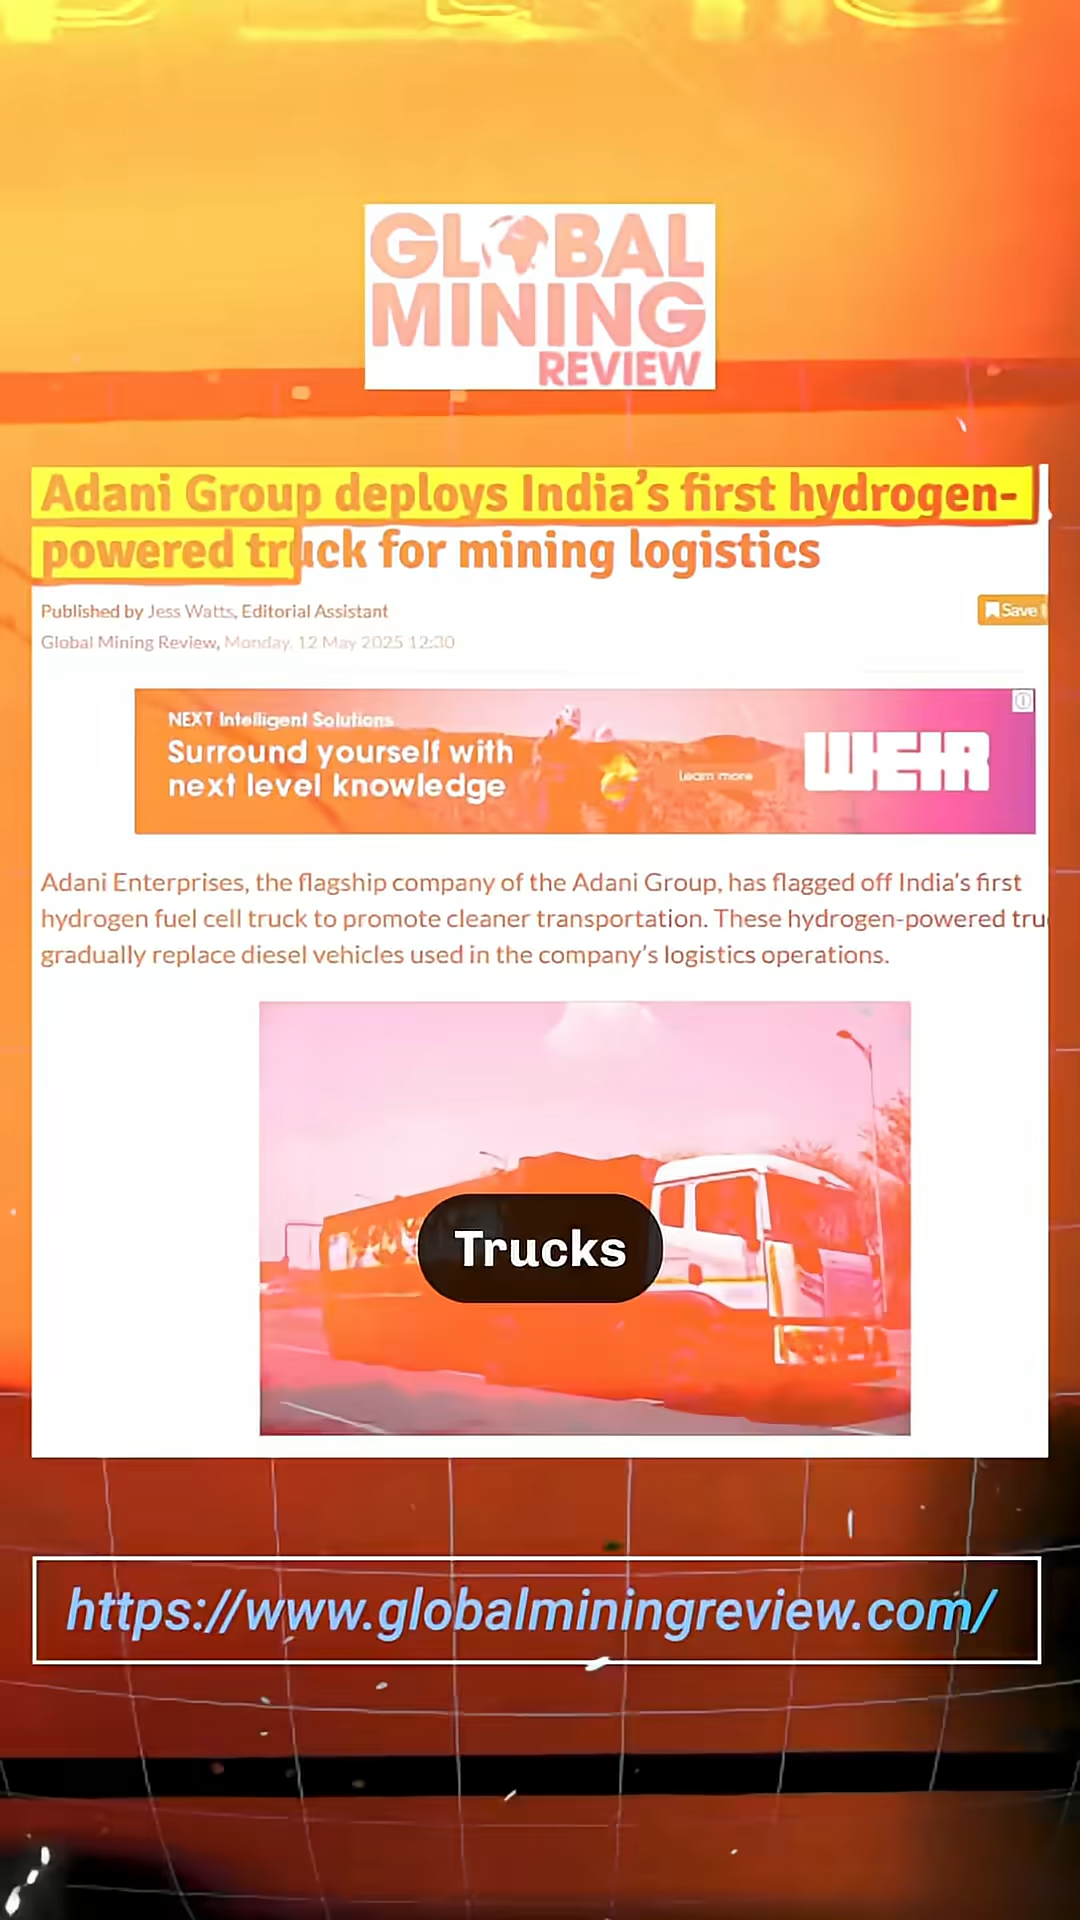 GLOBAL
MINING
REVIEW
Adani Group deploys India’s first hydrogen-
powered truck for mining logistics
Published by Jess Watts, Editorial Assistant
Save
Global Mining Review, Monday, 12 May 2025 12:30
NEXT Intelligent Solutions
Surround yourself with
next level knowledge
Learn more
WEIR
Adani Enterprises, the flagship company of the Adani Group, has flagged off India’s first
hydrogen fuel cell truck to promote cleaner transportation. These hydrogen-powered tru
gradually replace diesel vehicles used in the company’s logistics operations.
Trucks
https://www.globalminingreview.com/